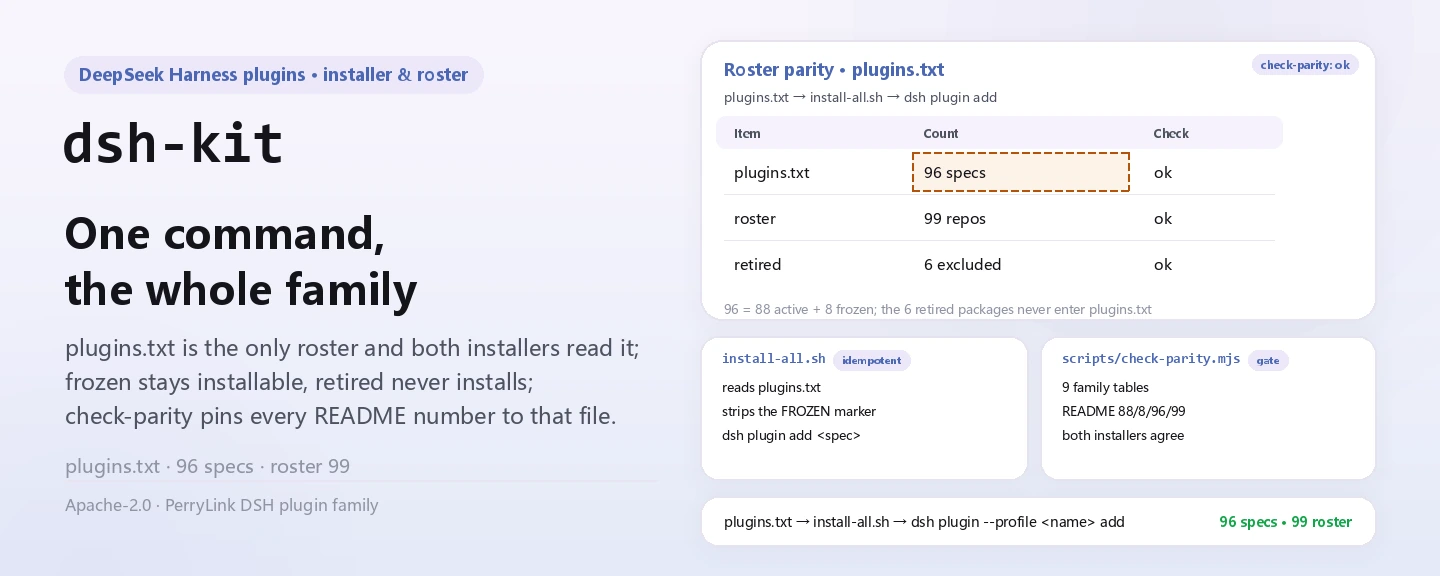 DeepSeek Harness plugins • installer & roster
dsh-kit
One command,
the whole family
plugins.txt is the only roster and both installers read it;
frozen stays installable, retired never installs;
check-parity pins every README number to that file.
plugins.txt · 96 specs · roster 99
Apache-2.0 · PerryLink DSH plugin family
Roster parity • plugins.txt
check-parity: ok
plugins.txt → install-all.sh → dsh plugin add
Item Count Check
plugins.txt 96 specs ok
roster 99 repos ok
retired 6 excluded ok
96 = 88 active + 8 frozen; the 6 retired packages never enter plugins.txt
install-all.sh idempotent
reads plugins.txt
strips the FROZEN marker
dsh plugin add <spec>
scripts/check-parity.mjs gate
9 family tables
README 88/8/96/99
both installers agree
plugins.txt → install-all.sh → dsh plugin --profile <name> add
96 specs • 99 roster